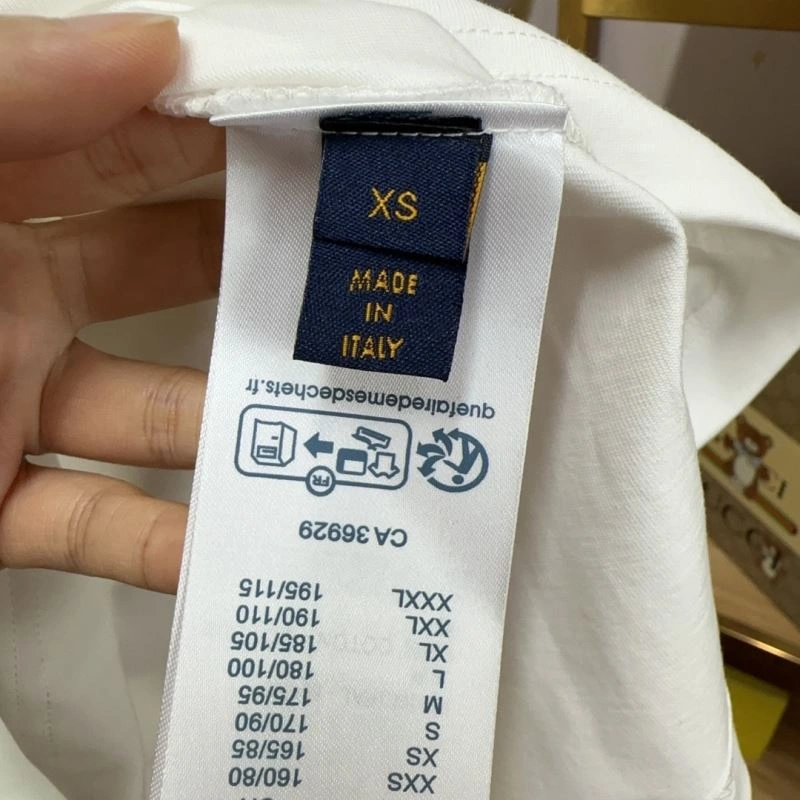 XS
MADE
IN
ITALY
XXS 160/80
XS 165/85
S 170/90
M 175/95
L 180/100
XL 185/105
XXL 190/110
XXXL 195/115
CA 36929
FR
quefairedemesdechets.fr